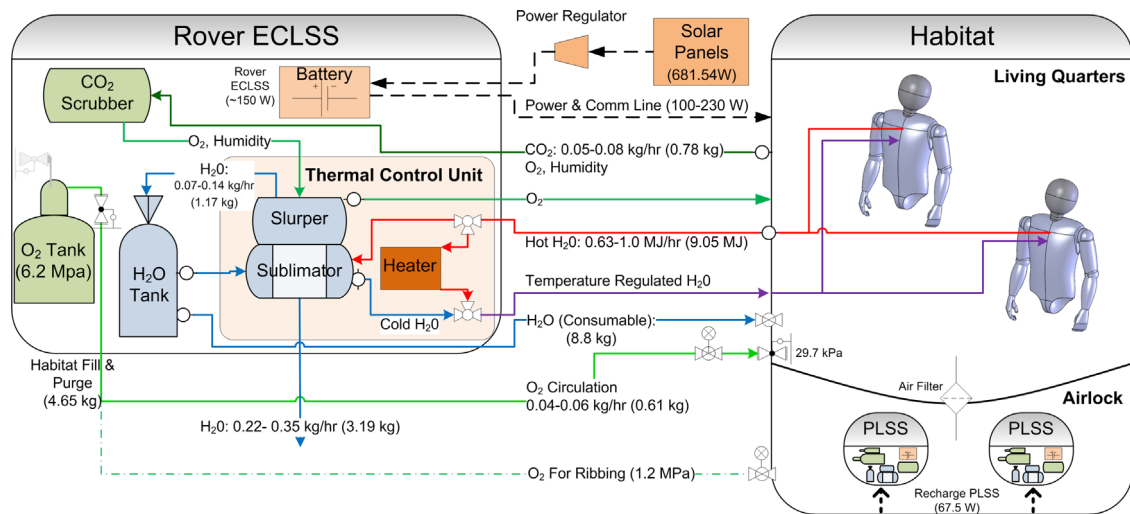 Rover ECLSS
Power Regulator
Solar
Panels
(681.54W)
Habitat
CO₂
Scrubber
Rover
ECLSS
(~150 W)
Battery
+ −
Living Quarters
Power & Comm Line (100-230 W)
O₂, Humidity
CO₂: 0.05-0.08 kg/hr (0.78 kg)
O₂, Humidity
H₂0:
0.07-0.14 kg/hr
(1.17 kg)
Thermal Control Unit
O₂
Slurper
O₂ Tank
(6.2 Mpa)
H₂O
Tank
Sublimator
Heater
Hot H₂0: 0.63-1.0 MJ/hr (9.05 MJ)
Temperature Regulated H₂0
Cold H₂0
H₂O (Consumable):
(8.8 kg)
29.7 kPa
Habitat Fill &
Purge
(4.65 kg)
O₂ Circulation
0.04-0.06 kg/hr (0.61 kg)
Air Filter
Airlock
H₂0: 0.22- 0.35 kg/hr (3.19 kg)
PLSS
PLSS
O₂ For Ribbing (1.2 MPa)
Recharge PLSS
(67.5 W)